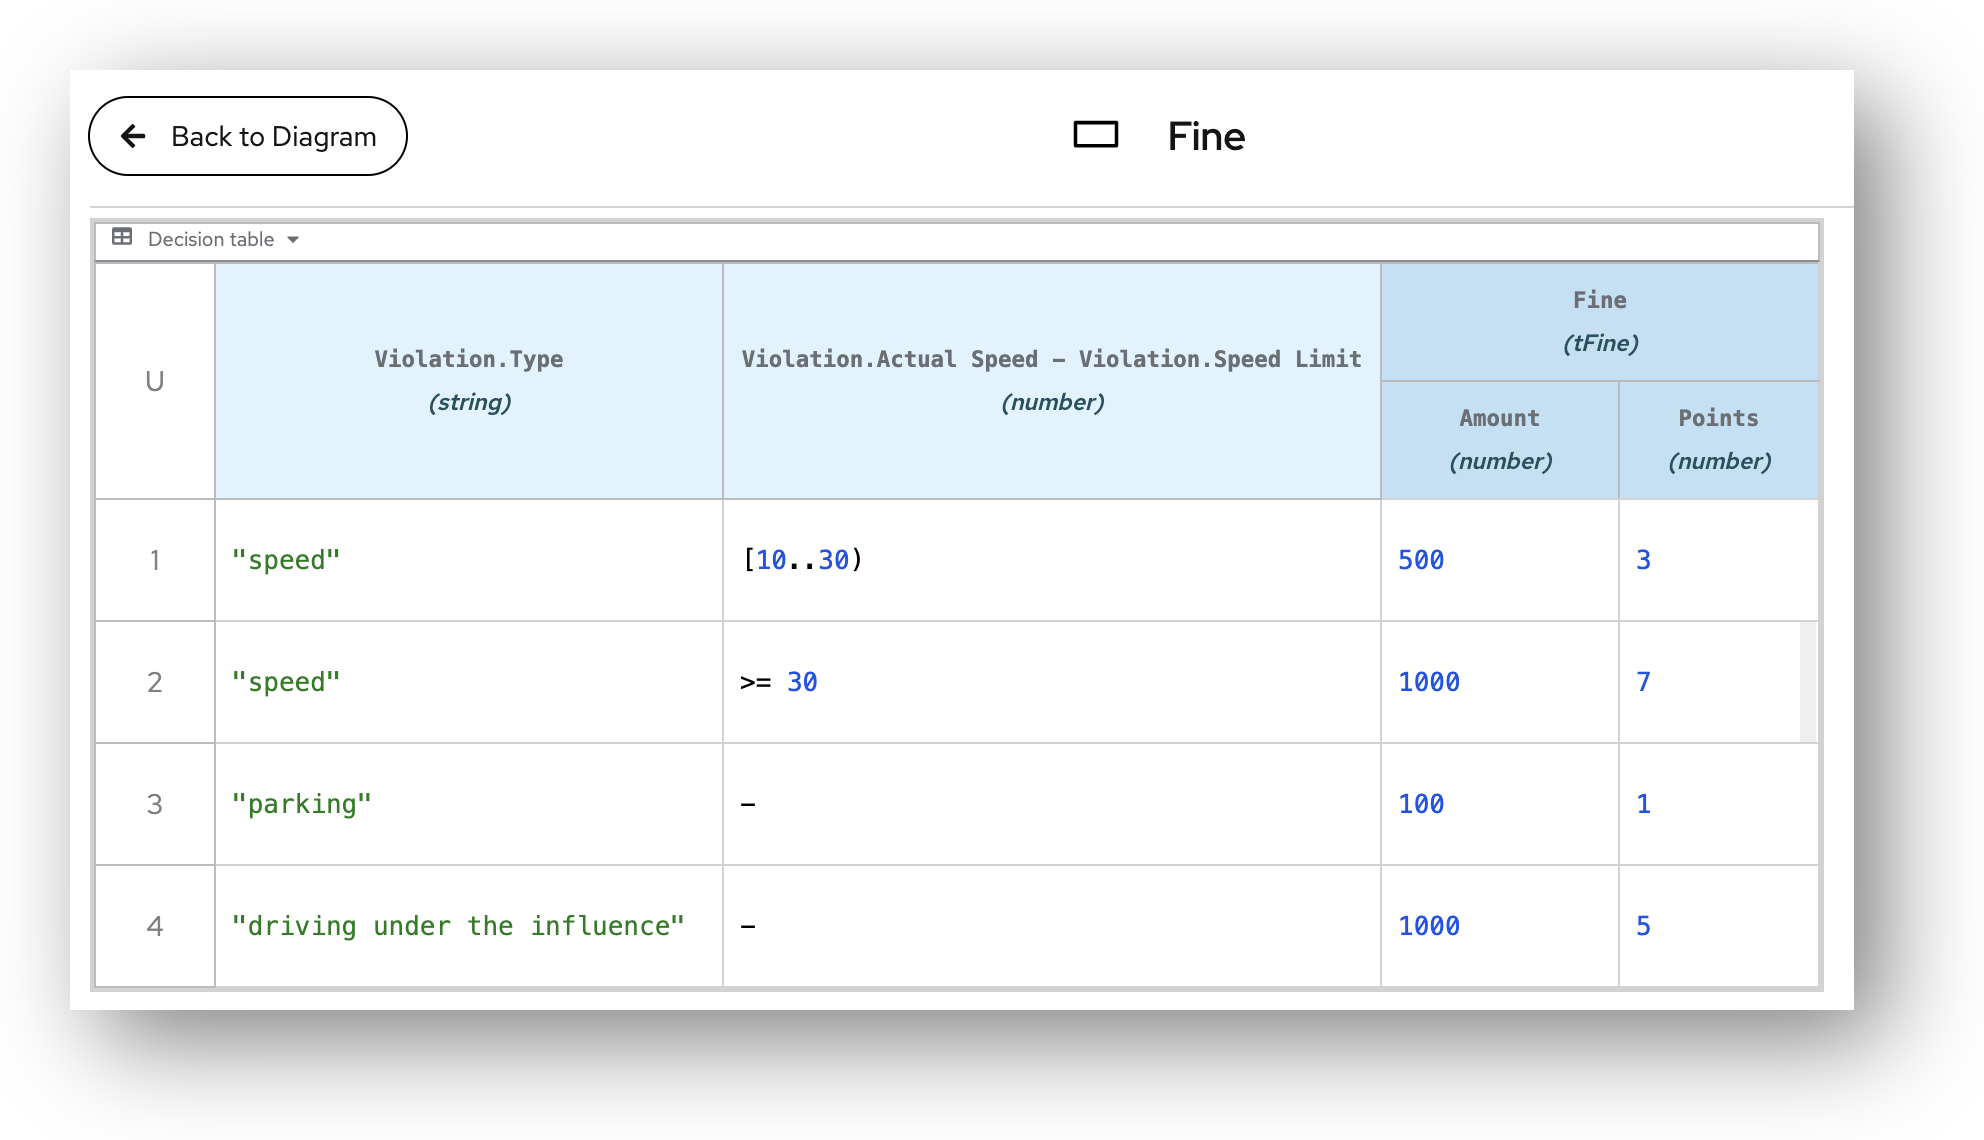 Back to Diagram
Fine
Decision table
U
Violation.Type
(string)
Violation.Actual Speed – Violation.Speed Limit
(number)
Fine
(tFine)
Amount
(number)
Points
(number)
1 "speed" [10..30) 500 3
2 "speed" >= 30 1000 7
3 "parking" – 100 1
4 "driving under the influence" – 1000 5